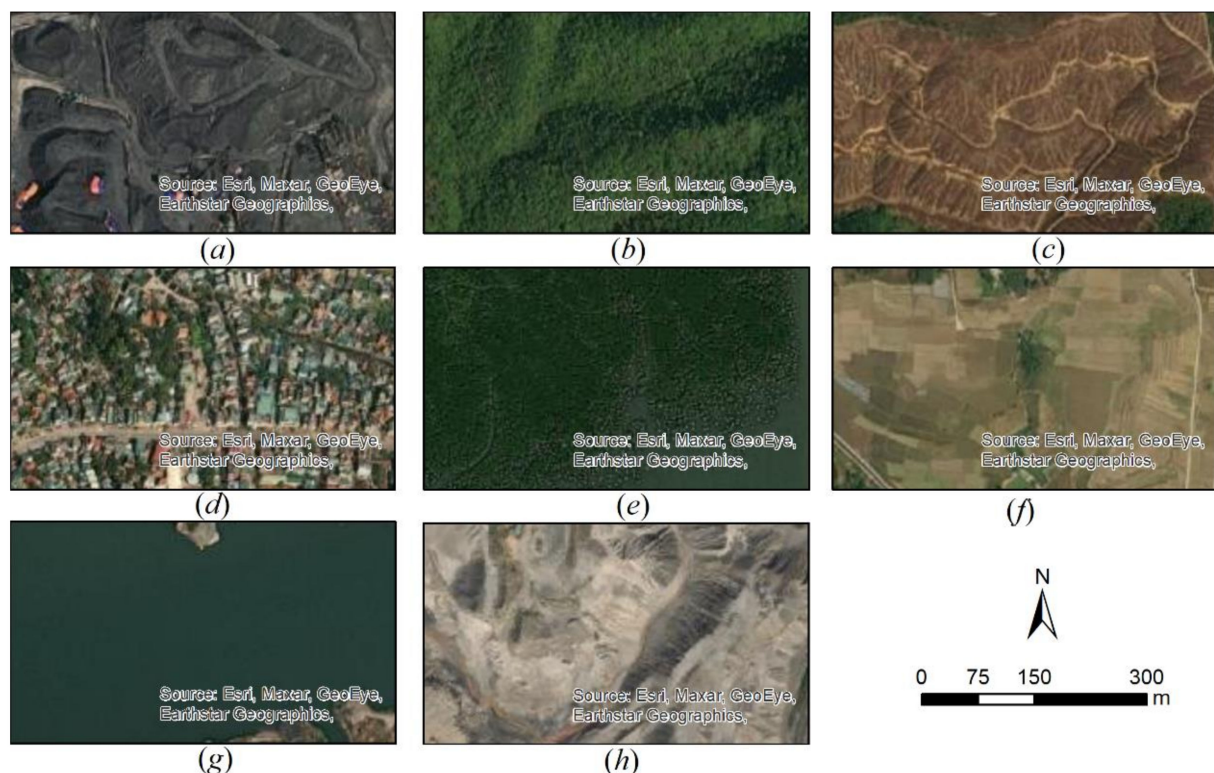 Source: Esri, Maxar, GeoEye,
Earthstar Geographics,
Source: Esri, Maxar, GeoEye,
Earthstar Geographics,
Source: Esri, Maxar, GeoEye,
Earthstar Geographics,
(a)
(b)
(c)
Source: Esri, Maxar, GeoEye,
Earthstar Geographics,
Source: Esri, Maxar, GeoEye,
Earthstar Geographics,
Source: Esri, Maxar, GeoEye,
Earthstar Geographics,
(d)
(e)
(f)
Source: Esri, Maxar, GeoEye,
Earthstar Geographics,
Source: Esri, Maxar, GeoEye,
Earthstar Geographics,
(g)
(h)
N
0 75 150 300
m